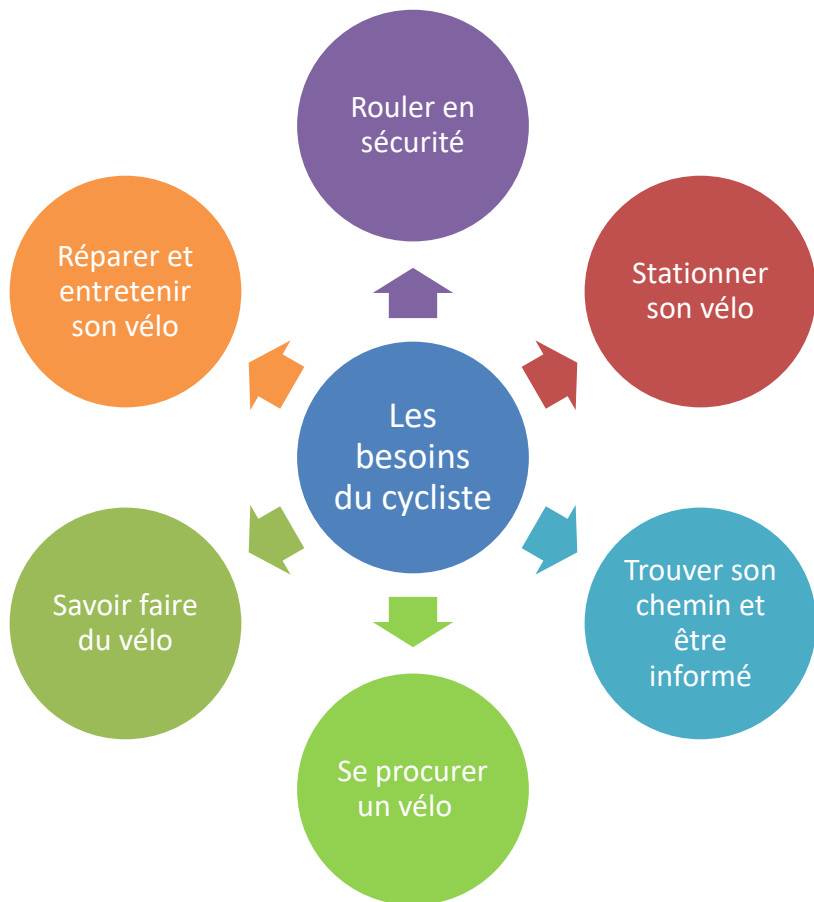 Rouler en
sécurité
Stationner
son vélo
Trouver son
chemin et
être
informé
Se procurer
un vélo
Savoir faire
du vélo
Réparer et
entretenir
son vélo
Les
besoins
du cycliste